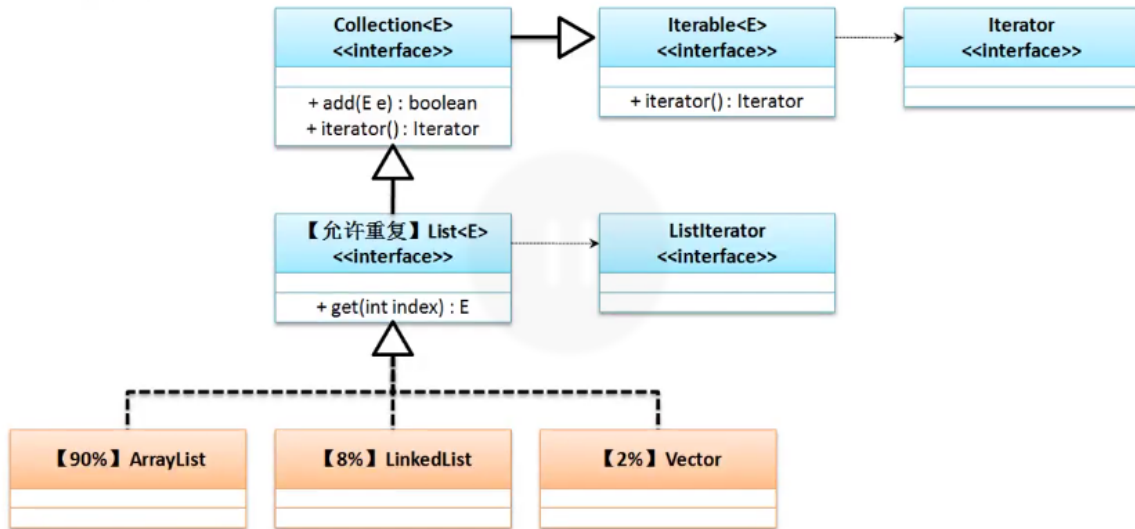 Collection<E>
<<interface>>
+ add(E e) : boolean
+ iterator() : Iterator
Iterable<E>
<<interface>>
+ iterator() : Iterator
Iterator
<<interface>>
【允许重复】List<E>
<<interface>>
+ get(int index) : E
ListIterator
<<interface>>
【90%】ArrayList
【8%】LinkedList
【2%】Vector